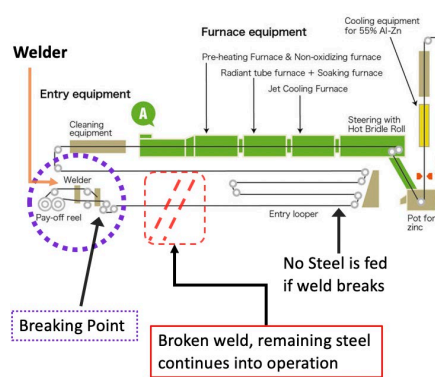 Welder
Furnace equipment
Cooling equipment
for 55% Al-Zn
Pre-heating Furnace & Non-oxidizing furnace
Radiant tube furnace + Soaking furnace
Jet Cooling Furnace
Entry equipment
A
Cleaning
equipment
Steering with
Hot Bridle Roll
Welder
Pay-off reel
Entry looper
Pot for
zinc
No Steel is fed
if weld breaks
Breaking Point
Broken weld, remaining steel
continues into operation